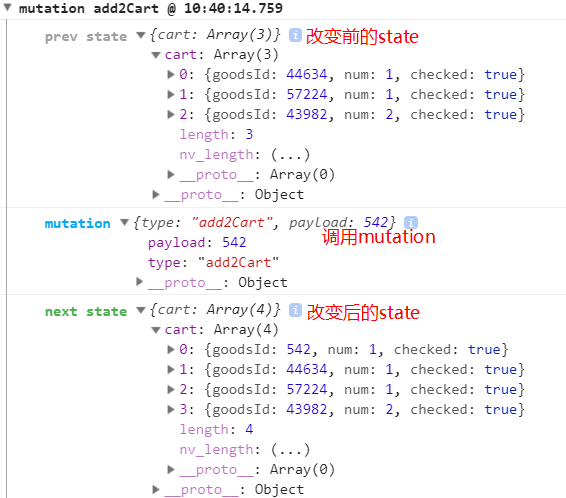 mutation add2Cart @ 10:40:14.759
prev state {cart: Array(3)} i 改变前的state
cart: Array(3)
0: {goodsId: 44634, num: 1, checked: true}
1: {goodsId: 57224, num: 1, checked: true}
2: {goodsId: 43982, num: 2, checked: true}
length: 3
nv_length: (...)
__proto__: Array(0)
__proto__: Object
mutation {type: "add2Cart", payload: 542} i
调用mutation
payload: 542
type: "add2Cart"
__proto__: Object
next state {cart: Array(4)} i 改变后的state
cart: Array(4)
0: {goodsId: 542, num: 1, checked: true}
1: {goodsId: 44634, num: 1, checked: true}
2: {goodsId: 57224, num: 1, checked: true}
3: {goodsId: 43982, num: 2, checked: true}
length: 4
nv_length: (...)
__proto__: Array(0)
__proto__: Object